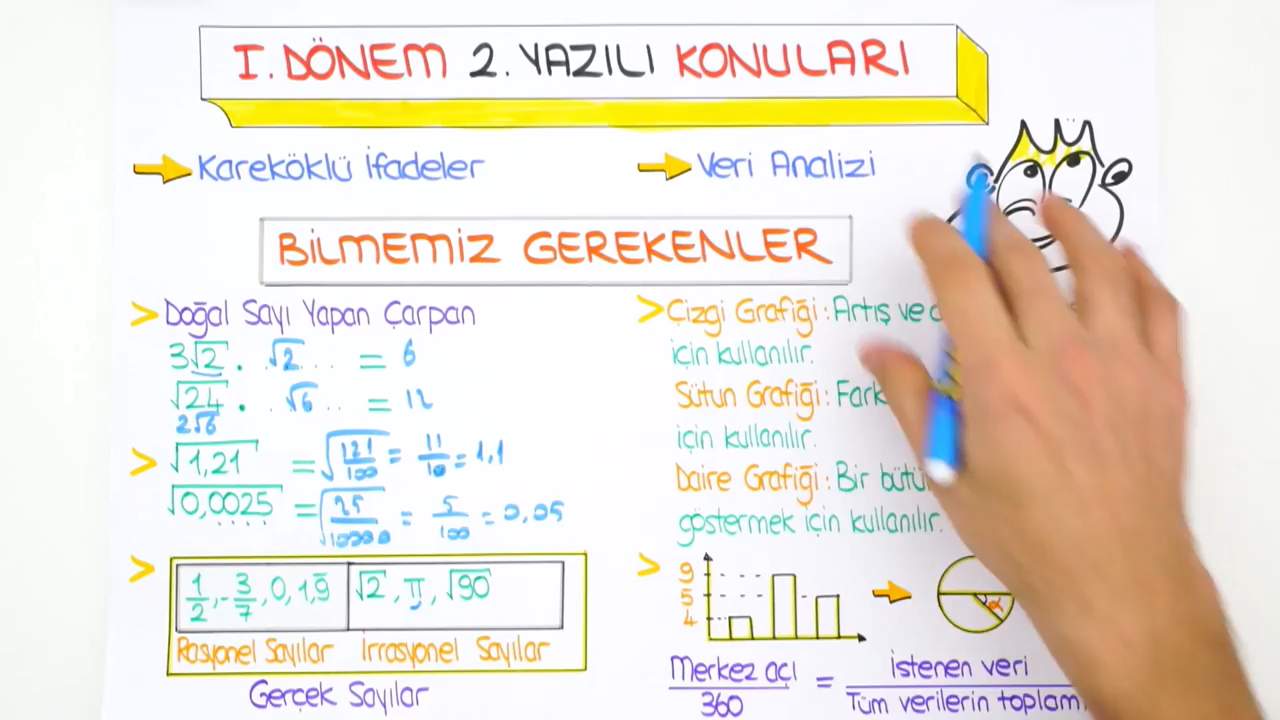 I. DÖNEM 2. YAZILI KONULARI
Kareköklü İfadeler
Veri Analizi
BİLMEMİZ GEREKENLER
> Doğal Sayı Yapan Çarpan
3√2 . √2 = 6
√24 . √6 = 12
2√6
> √1,21 = √121/100 = 11/10 = 1,1
√0,0025 = √25/10000 = 5/100 = 0,05
> 1/2, -3/7, 0, 1,9̅ √2, π, √90
Rasyonel Sayılar İrrasyonel Sayılar
Gerçek Sayılar
> Çizgi Grafiği: Artış ve
için kullanılır.
Sütun Grafiği:
için kullanılır.
Daire Grafiği: Bir
göstermek için kullanılır.
> 9
5
4
α
Merkez açı/360 = İstenen veri/Tüm verilerin